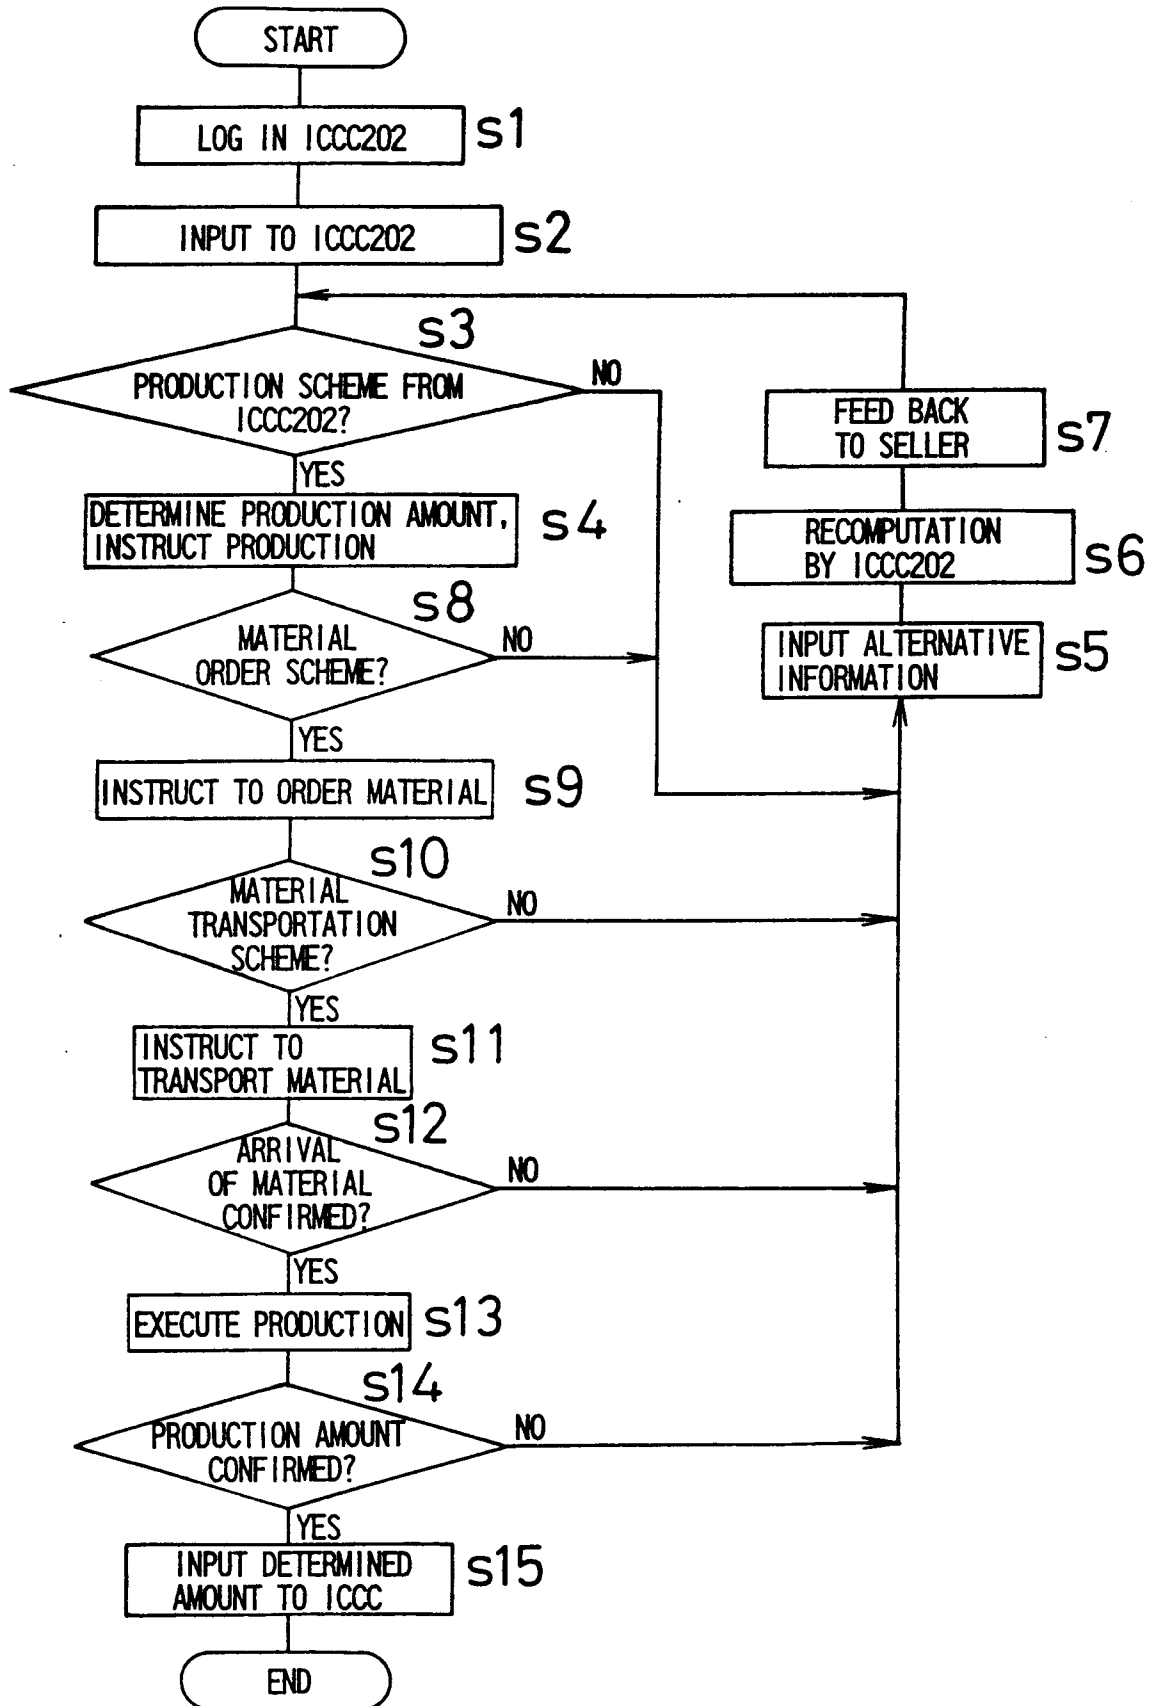 START
LOG IN ICCC202
s1
INPUT TO ICCC202
s2
s3
PRODUCTION SCHEME FROM
ICCC202?
NO
YES
DETERMINE PRODUCTION AMOUNT,
INSTRUCT PRODUCTION
s4
FEED BACK
TO SELLER
s7
RECOMPUTATION
BY ICCC202
s6
INPUT ALTERNATIVE
INFORMATION
s5
s8
MATERIAL
ORDER SCHEME?
NO
YES
INSTRUCT TO ORDER MATERIAL
s9
s10
MATERIAL
TRANSPORTATION
SCHEME?
NO
YES
INSTRUCT TO
TRANSPORT MATERIAL
s11
s12
ARRIVAL
OF MATERIAL
CONFIRMED?
NO
YES
EXECUTE PRODUCTION
s13
s14
PRODUCTION AMOUNT
CONFIRMED?
NO
YES
INPUT DETERMINED
AMOUNT TO ICCC
s15
END